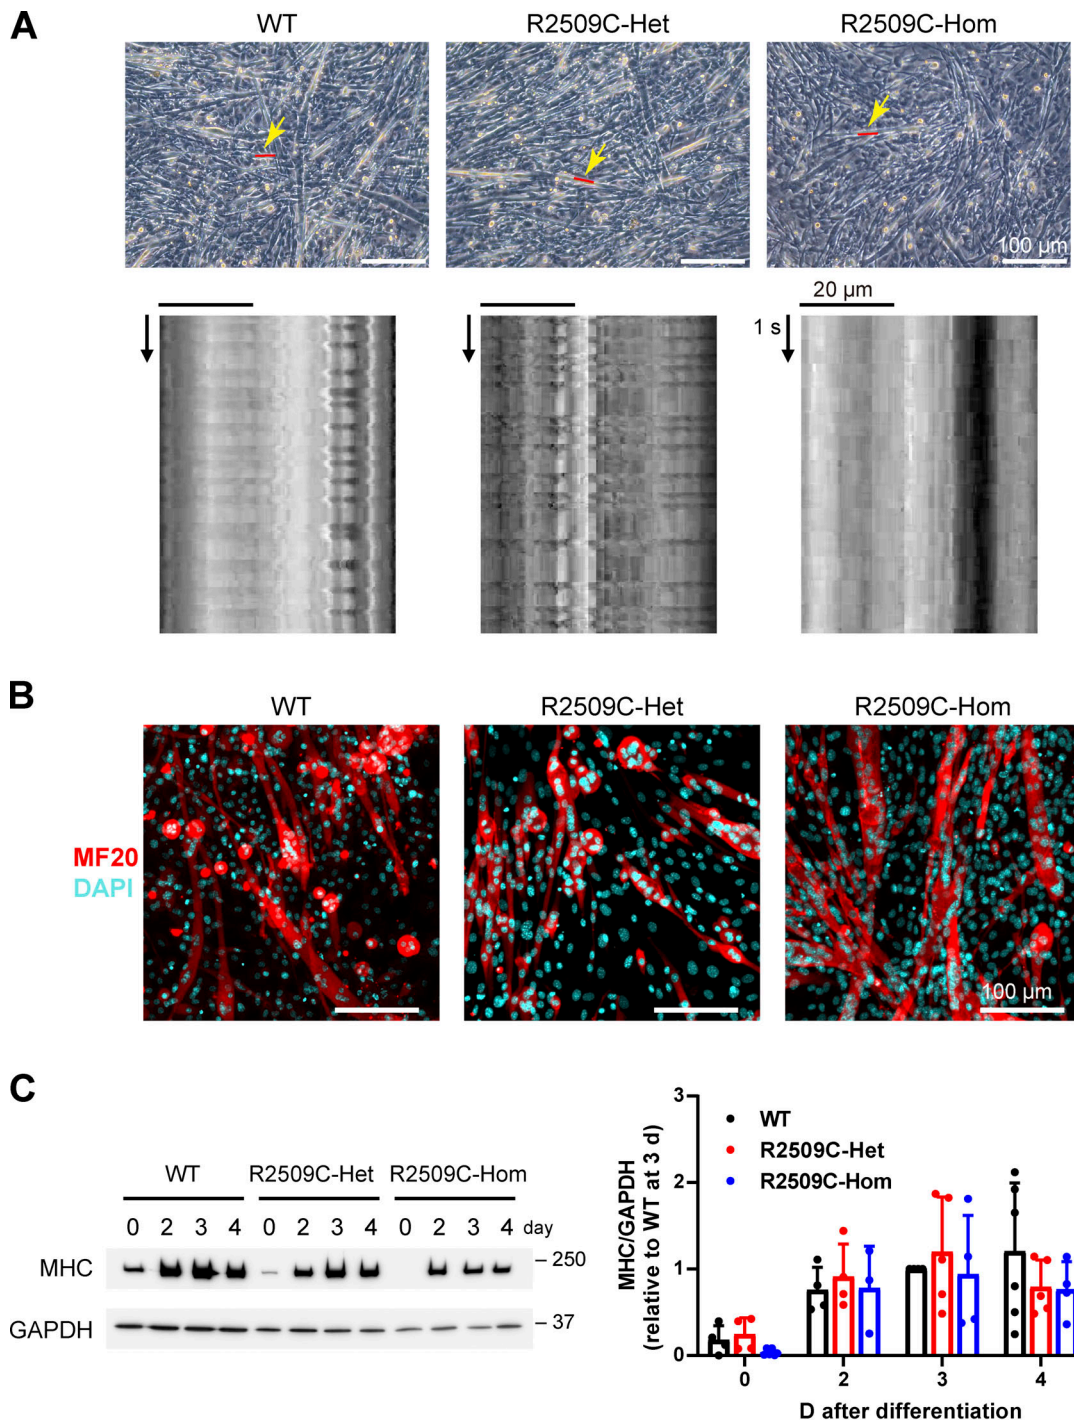 A
WT
R2509C-Het
R2509C-Hom
100 µm
20 µm
1 s
B
WT
R2509C-Het
R2509C-Hom
MF20
DAPI
100 µm
C
WT
R2509C-Het
R2509C-Hom
0 2 3 4 0 2 3 4 0 2 3 4 day
MHC
250
GAPDH
37
MHC/GAPDH
(relative to WT at 3 d)
3
2
1
0
WT
R2509C-Het
R2509C-Hom
0 2 3 4
D after differentiation